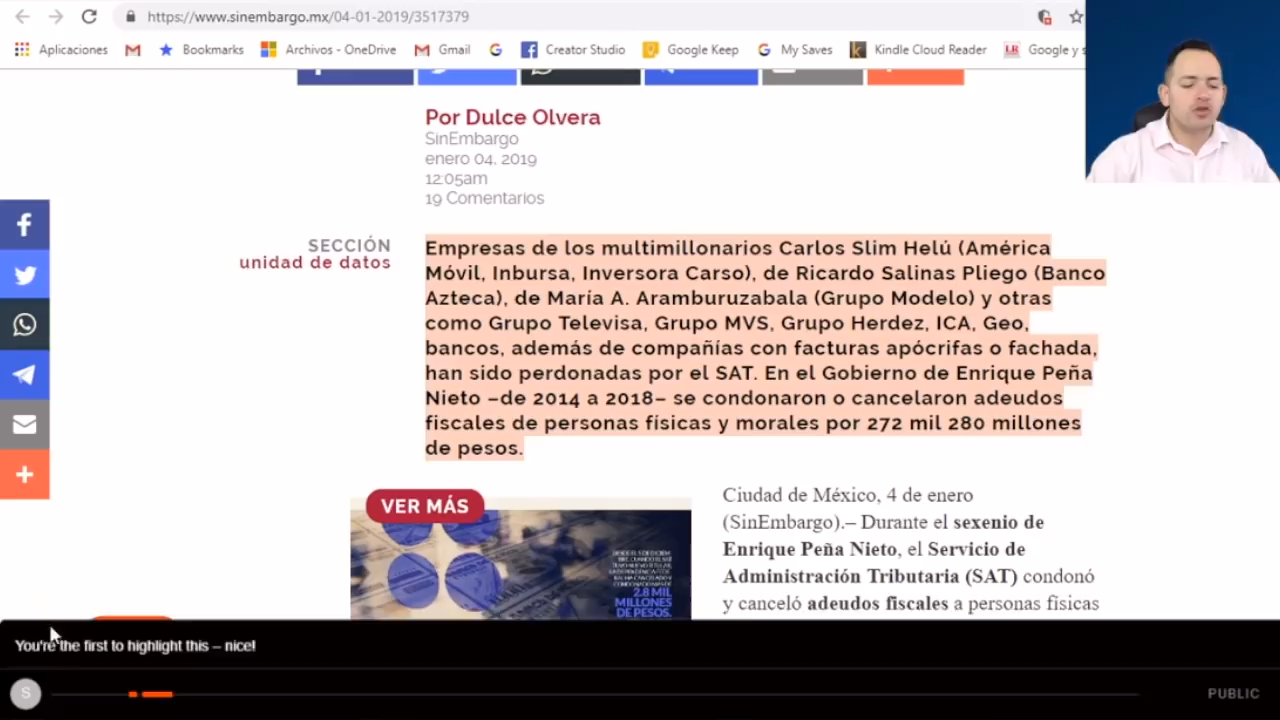 https://www.sinembargo.mx/04-01-2019/3517379
Aplicaciones
Bookmarks
Archivos - OneDrive
Gmail
Creator Studio
Google Keep
My Saves
Kindle Cloud Reader
Google y s
Por Dulce Olvera
SinEmbargo
enero 04, 2019
12:05am
19 Comentarios
SECCIÓN
unidad de datos
Empresas de los multimillonarios Carlos Slim Helú (América
Móvil, Inbursa, Inversora Carso), de Ricardo Salinas Pliego (Banco
Azteca), de María A. Aramburuzabala (Grupo Modelo) y otras
como Grupo Televisa, Grupo MVS, Grupo Herdez, ICA, Geo,
bancos, además de compañías con facturas apócrifas o fachada,
han sido perdonadas por el SAT. En el Gobierno de Enrique Peña
Nieto –de 2014 a 2018– se condonaron o cancelaron adeudos
fiscales de personas físicas y morales por 272 mil 280 millones
de pesos.
VER MÁS
2.8 MIL
MILLONES
DE PESOS.
Ciudad de México, 4 de enero
(SinEmbargo).– Durante el sexenio de
Enrique Peña Nieto, el Servicio de
Administración Tributaria (SAT) condonó
y canceló adeudos fiscales a personas físicas
You're the first to highlight this – nice!
S
PUBLIC